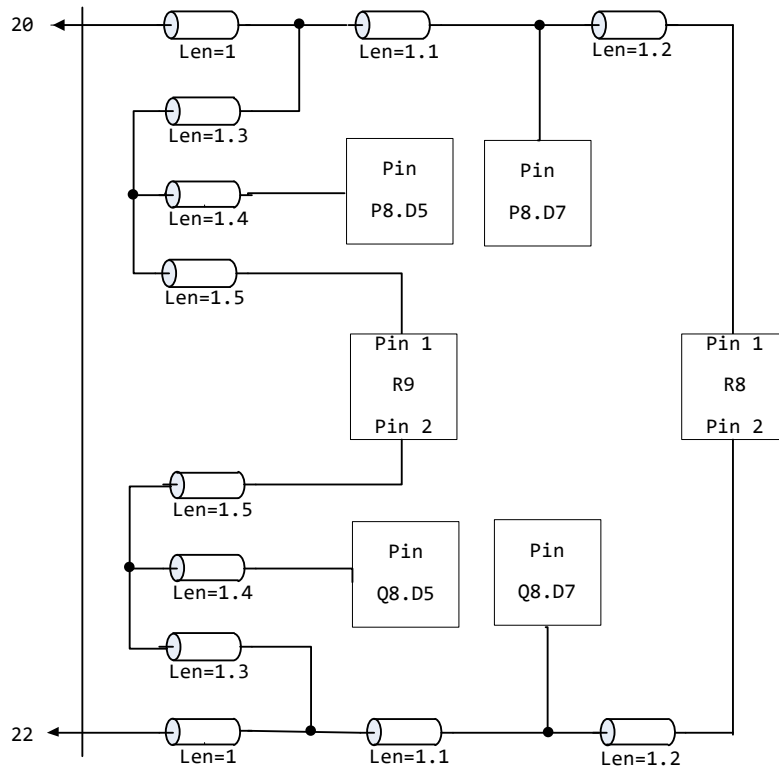 20
Len=1
Len=1.1
Len=1.2
Len=1.3
Len=1.4
Pin
P8.D5
Pin
P8.D7
Len=1.5
Pin 1
R9
Pin 2
Pin 1
R8
Pin 2
Len=1.5
Len=1.4
Pin
Q8.D5
Pin
Q8.D7
Len=1.3
22
Len=1
Len=1.1
Len=1.2